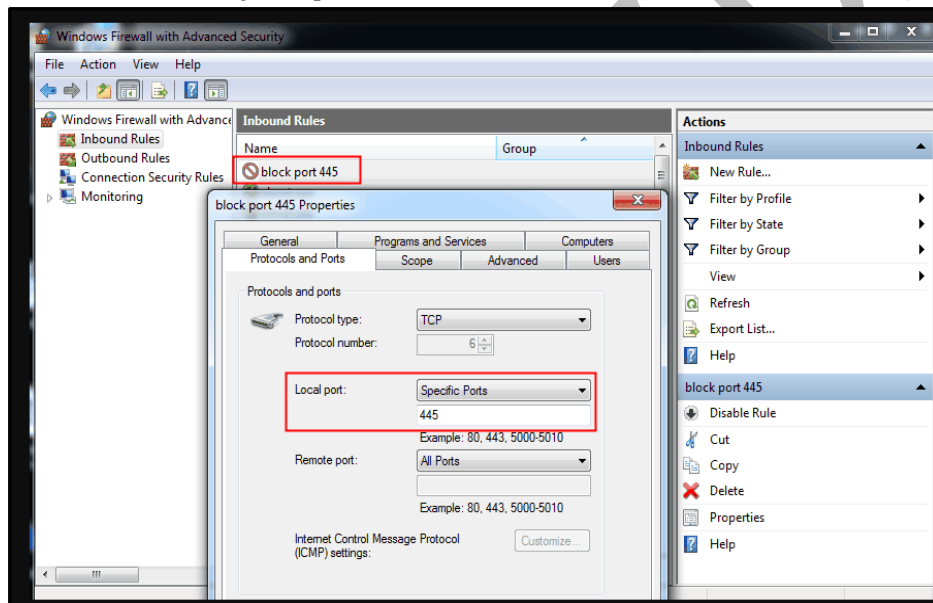 Windows Firewall with Advanced Security
File Action View Help
Windows Firewall with Advance
Inbound Rules
Outbound Rules
Connection Security Rules
Monitoring
Inbound Rules
Name Group
block port 445
block port 445 Properties
General Programs and Services Computers
Protocols and Ports Scope Advanced Users
Protocols and ports
Protocol type: TCP
Protocol number: 6
Local port: Specific Ports
445
Example: 80, 443, 5000-5010
Remote port: All Ports
Example: 80, 443, 5000-5010
Internet Control Message Protocol
(ICMP) settings:
Customize...
Actions
Inbound Rules
New Rule...
Filter by Profile
Filter by State
Filter by Group
View
Refresh
Export List...
Help
block port 445
Disable Rule
Cut
Copy
Delete
Properties
Help